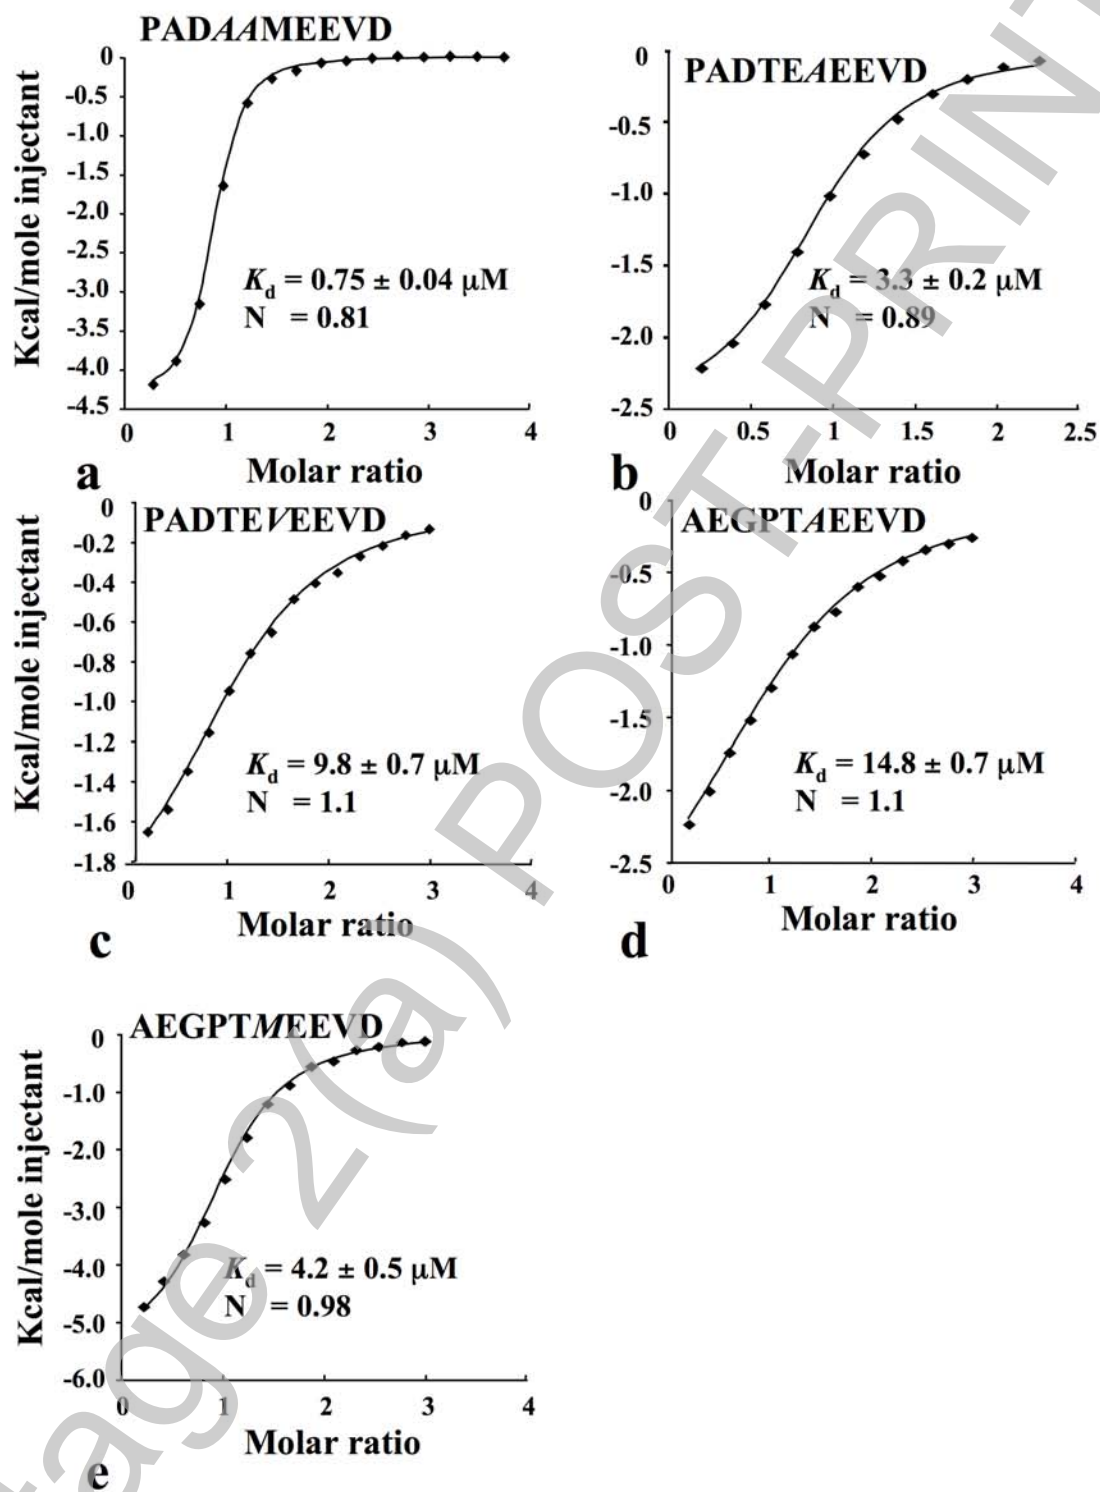 PADAAMEEVD
Kcal/mole injectant
0
-0.5
-1.0
-1.5
-2.0
-2.5
-3.0
-3.5
-4.0
-4.5
Kd = 0.75 ± 0.04 μM
N = 0.81
0 1 2 3 4
Molar ratio
a
PADTEAEEVD
0
-0.5
-1.0
-1.5
-2.0
-2.5
Kd = 3.3 ± 0.2 μM
N = 0.89
0 0.5 1 1.5 2 2.5
Molar ratio
b
PADTEVEEVD
Kcal/mole injectant
0
-0.2
-0.4
-0.6
-0.8
-1.0
-1.2
-1.4
-1.6
-1.8
Kd = 9.8 ± 0.7 μM
N = 1.1
0 1 2 3 4
Molar ratio
c
AEGPTAEEVD
0
-0.5
-1.0
-1.5
-2.0
-2.5
Kd = 14.8 ± 0.7 μM
N = 1.1
0 1 2 3 4
Molar ratio
d
AEGPTMEEVD
Kcal/mole injectant
0
-1.0
-2.0
-3.0
-4.0
-5.0
-6.0
Kd = 4.2 ± 0.5 μM
N = 0.98
0 1 2 3 4
Molar ratio
e
tage 2(a) POST-PRINT